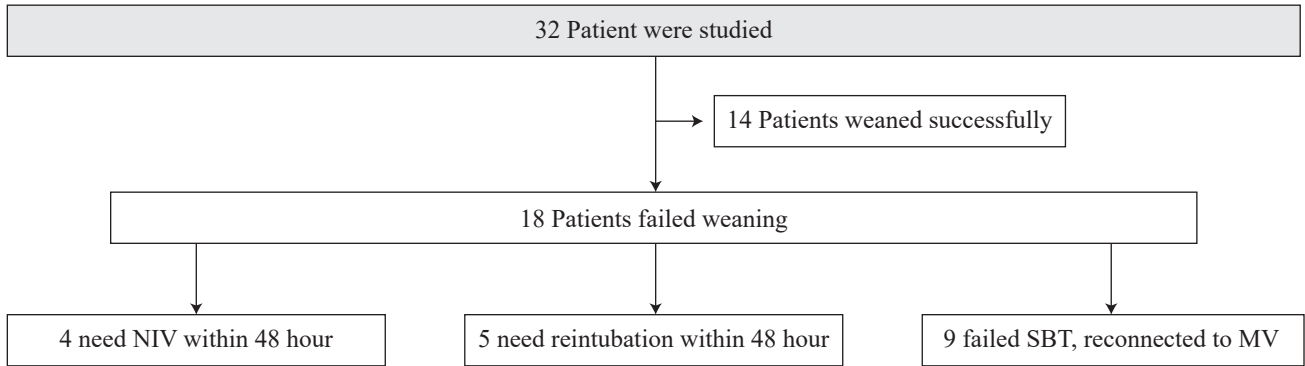 32 Patient were studied
14 Patients weaned successfully
18 Patients failed weaning
4 need NIV within 48 hour
5 need reintubation within 48 hour
9 failed SBT, reconnected to MV